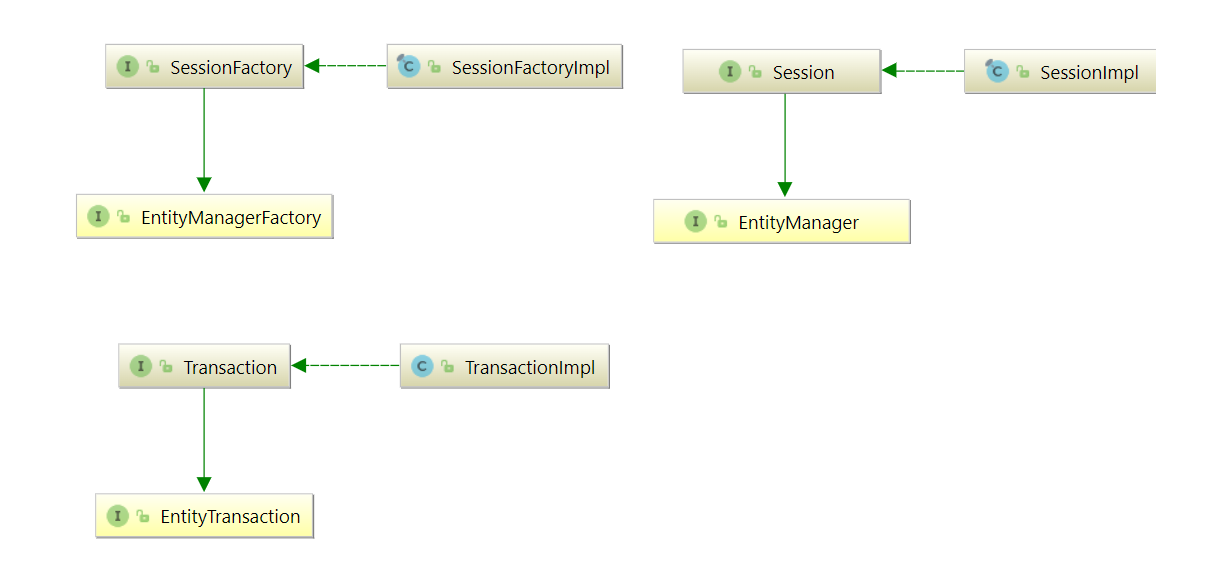 I SessionFactory
C SessionFactoryImpl
I Session
C SessionImpl
I EntityManagerFactory
I EntityManager
I Transaction
C TransactionImpl
I EntityTransaction